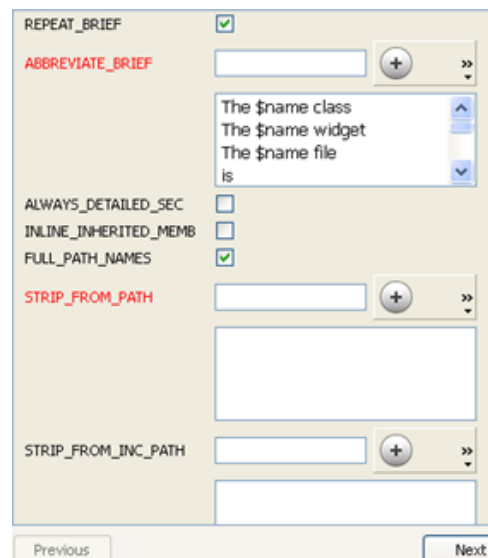 REPEAT_BRIEF
ABBREVIATE_BRIEF
The $name class
The $name widget
The $name file
is
ALWAYS_DETAILED_SEC
INLINE_INHERITED_MEMB
FULL_PATH_NAMES
STRIP_FROM_PATH
STRIP_FROM_INC_PATH
Previous
Next